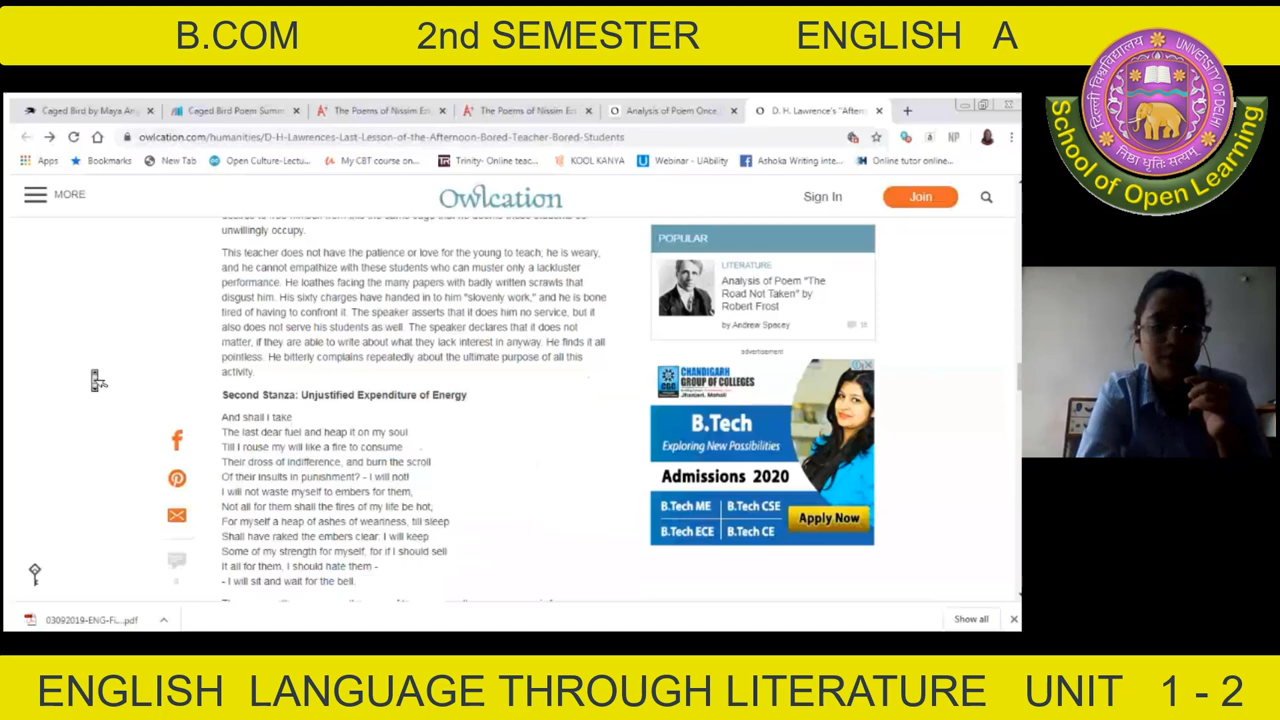 B.COM 2nd SEMESTER ENGLISH A
दिल्ली विश्वविद्यालय UNIVERSITY OF DELHI
निष्ठा धृतिः सत्यम्
School of Open Learning
Caged Bird by Maya An
Caged Bird Poem Summ
The Poems of Nissim Ez
The Poems of Nissim Ez
Analysis of Poem Once
D. H. Lawrence's "Aftern
owlcation.com/humanities/D-H-Lawrences-Last-Lesson-of-the-Afternoon-Bored-Teacher-Bored-Students
NP
Apps Bookmarks New Tab Open Culture-Lectu... My CBT course on... Trinity- Online teac... KOOL KANYA Webinar - UAbility Ashoka Writing inte... Online tutor online...
MORE Owlcation Sign In Join
unwillingly occupy.
This teacher does not have the patience or love for the young to teach; he is weary,
and he cannot empathize with these students who can muster only a lackluster
performance. He loathes facing the many papers with badly written scrawls that
disgust him. His sixty charges have handed in to him "slovenly work," and he is bone
tired of having to confront it. The speaker asserts that it does him no service, but it
also does not serve his students as well. The speaker declares that it does not
matter, if they are able to write about what they lack interest in anyway. He finds it all
pointless. He bitterly complains repeatedly about the ultimate purpose of all this
activity.
Second Stanza: Unjustified Expenditure of Energy
And shall I take
The last dear fuel and heap it on my soul
Till I rouse my will like a fire to consume
Their dross of indifference, and burn the scroll
Of their insults in punishment? - I will not!
I will not waste myself to embers for them,
Not all for them shall the fires of my life be hot,
For myself a heap of ashes of weariness, till sleep
Shall have raked the embers clear: I will keep
Some of my strength for myself, for if I should sell
It all for them, I should hate them -
- I will sit and wait for the bell.
POPULAR
LITERATURE
Analysis of Poem "The
Road Not Taken" by
Robert Frost
by Andrew Spacey
advertisement
CHANDIGARH
GROUP OF COLLEGES
Jhanjeri, Mohali
B.Tech
Exploring New Possibilities
Admissions 2020
B.Tech ME B.Tech CSE
B.Tech ECE B.Tech CE
Apply Now
03092019-ENG-Fi....pdf
Show all
ENGLISH LANGUAGE THROUGH LITERATURE UNIT 1 - 2